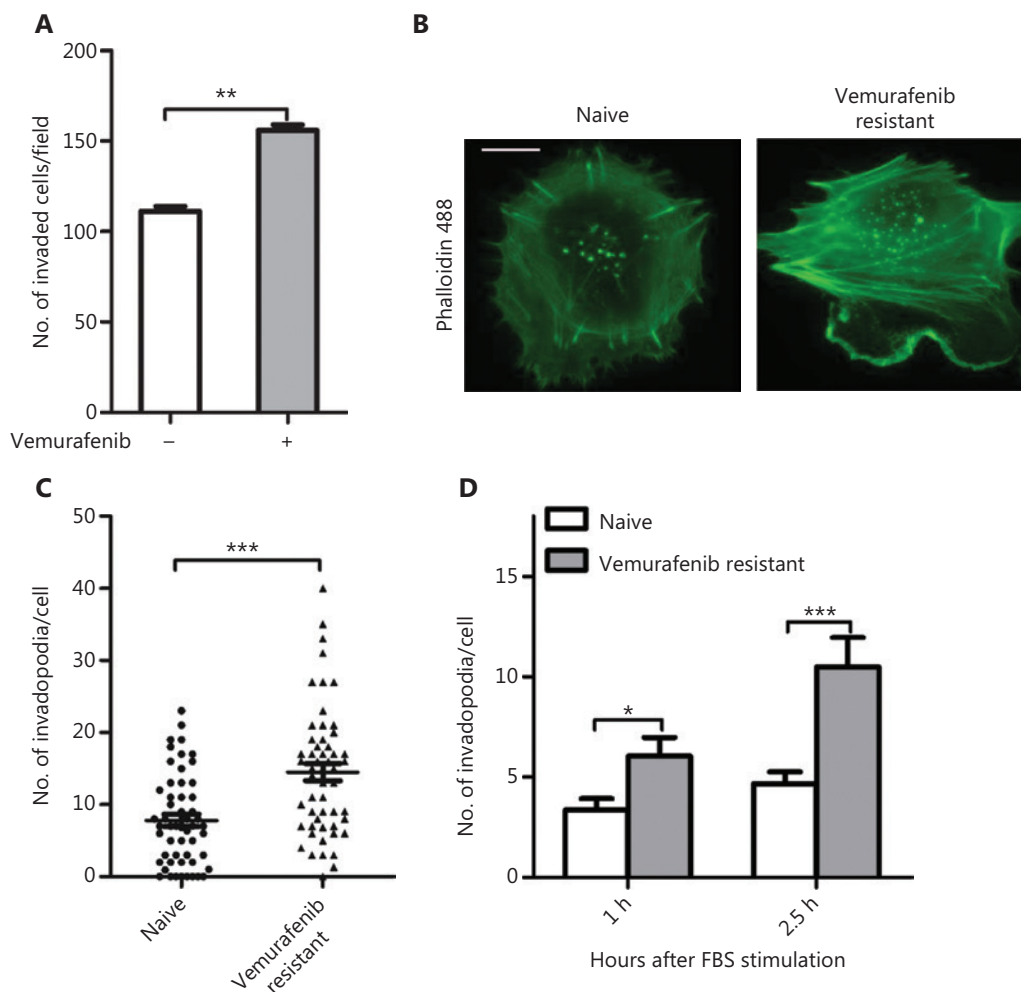 A
200
150
100
50
0
No. of invaded cells/field
**
Vemurafenib – +
B
Naive
Vemurafenib
resistant
Phalloidin 488
C
50
40
30
20
10
0
No. of invadopodia/cell
***
Naive
Vemurafenib
resistant
D
Naive
Vemurafenib resistant
15
10
5
0
No. of invadopodia/cell
*
***
1 h
2.5 h
Hours after FBS stimulation